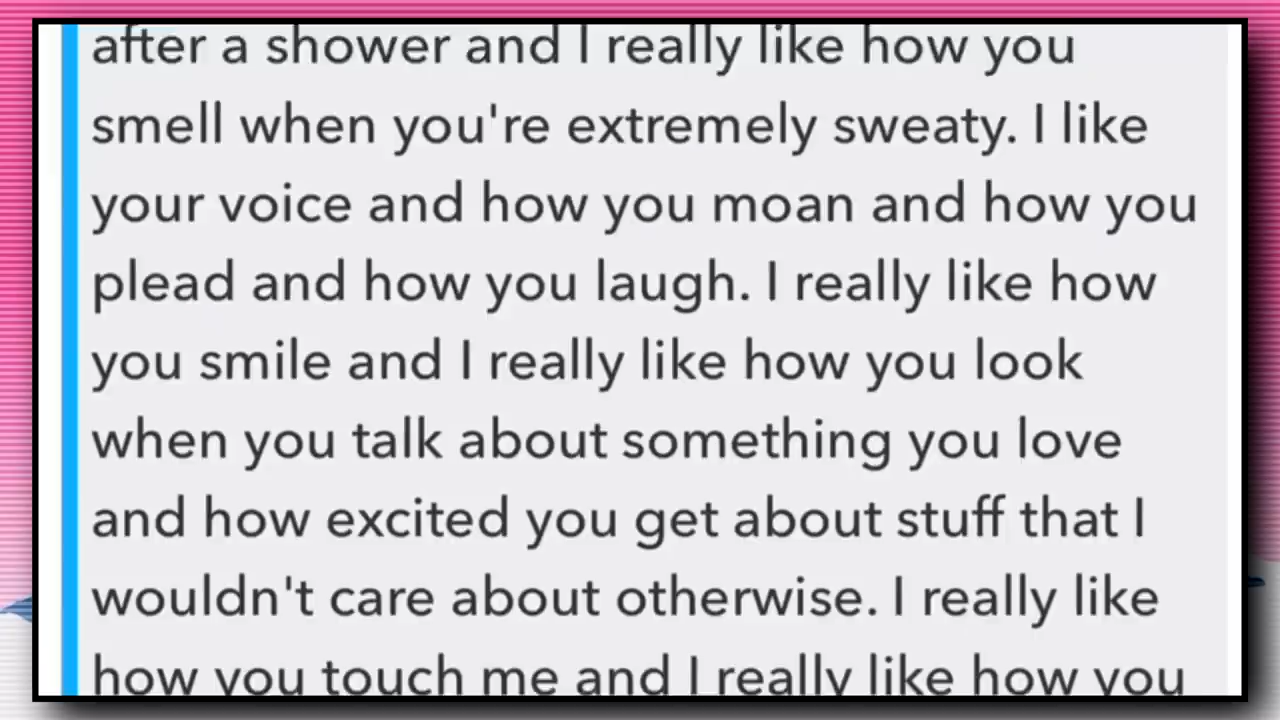 after a shower and I really like how you
smell when you're extremely sweaty. I like
your voice and how you moan and how you
plead and how you laugh. I really like how
you smile and I really like how you look
when you talk about something you love
and how excited you get about stuff that I
wouldn't care about otherwise. I really like
how you touch me and I really like how you